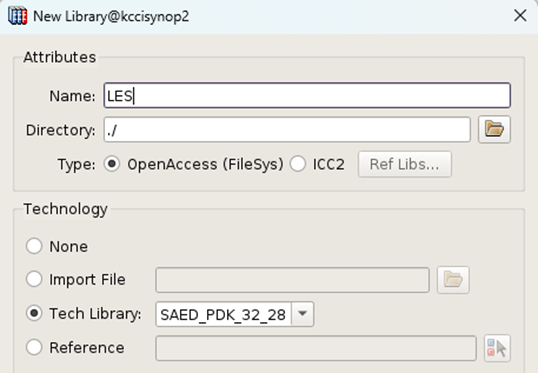 New Library@kccisynop2
Attributes
Name: LES
Directory: ./
Type: OpenAccess (FileSys) ICC2 Ref Libs...
Technology
None
Import File
Tech Library: SAED_PDK_32_28
Reference